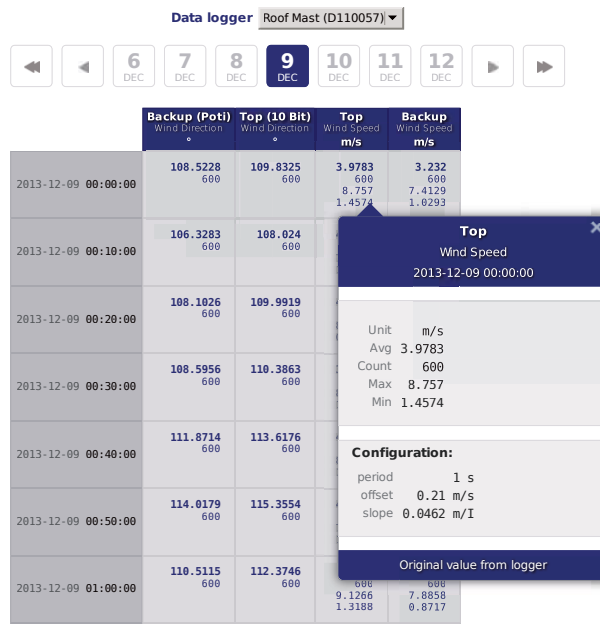 Data logger Roof Mast (D110057)
6 7 8 9 10 11 12
DEC DEC DEC DEC DEC DEC DEC
Backup (Poti) Top (10 Bit) Top Backup
Wind Direction Wind Direction Wind Speed Wind Speed
° ° m/s m/s
108.5228 109.8325 3.9783 3.232
600 600 600 600
2013-12-09 00:00:00 8.757 7.4129
1.4574 1.0293
106.3283 108.024
600 600
2013-12-09 00:10:00
108.1026 109.9919
600 600
2013-12-09 00:20:00
108.5956 110.3863
600 600
2013-12-09 00:30:00
111.8714 113.6176
600 600
2013-12-09 00:40:00
114.0179 115.3554
600 600
2013-12-09 00:50:00
110.5115 112.3746
600 600 600 600
2013-12-09 01:00:00 9.1266 7.8858
1.3188 0.8717
Top
Wind Speed
2013-12-09 00:00:00
Unit m/s
Avg 3.9783
Count 600
Max 8.757
Min 1.4574
Configuration:
period 1 s
offset 0.21 m/s
slope 0.0462 m/I
Original value from logger